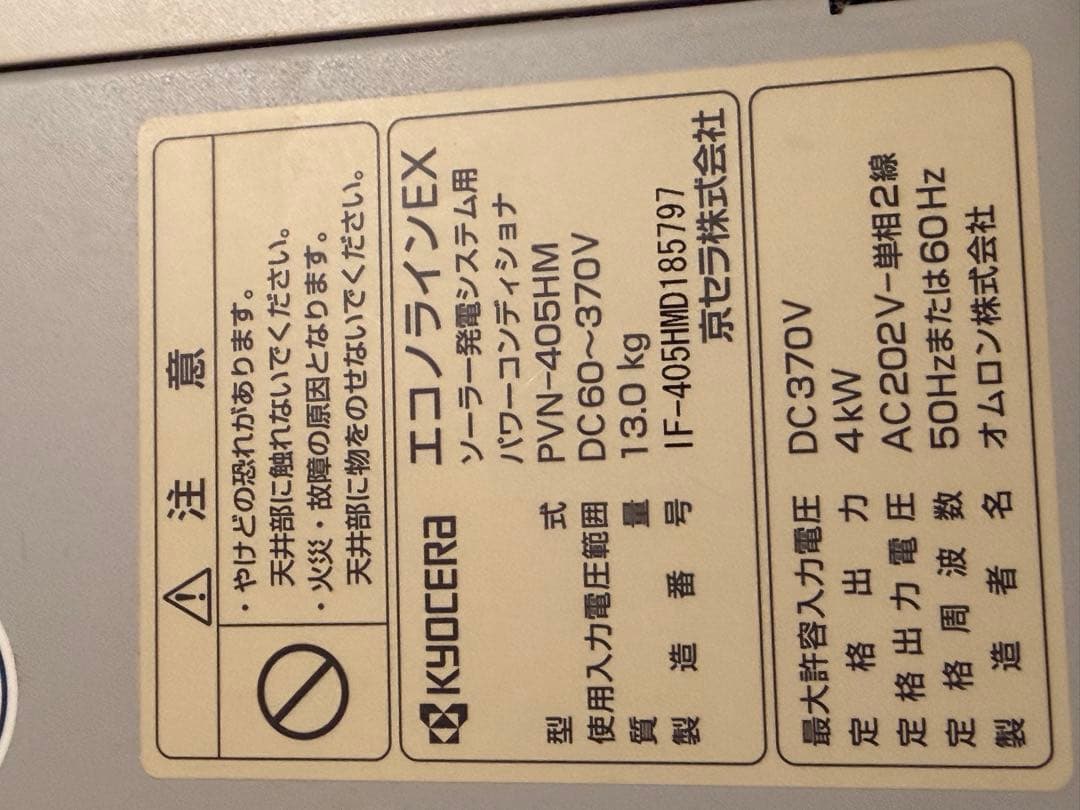 ⚠ 注意
・やけどの恐れがあります。
天井部に触れないでください。
・火災・故障の原因となります。
天井部に物をのせないでください。
KYOCERA エコノラインEX
ソーラー発電システム用
パワーコンディショナ
型式 PVN-405HM
使用入力電圧範囲 DC60〜370V
質量 13.0 kg
製造番号 IF-405HMD185797
京セラ株式会社
最大許容入力電圧 DC370V
定格出力 4kW
定格出力電圧 AC202V-単相2線
定格周波数 50Hzまたは60Hz
製造者名 オムロン株式会社